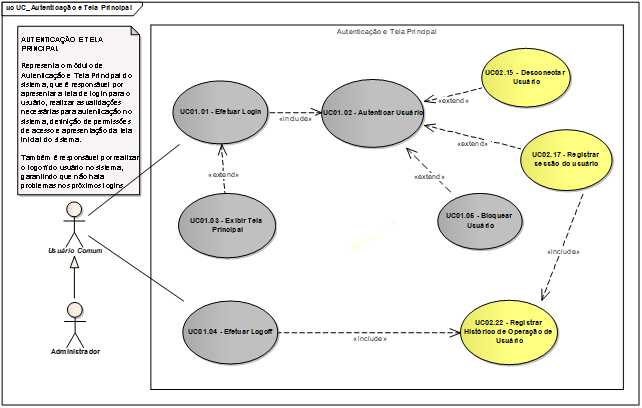 uc UC_Autenticação e Tela Principal
AUTENTICAÇÃO E TELA
PRINCIPAL
Representa o módulo de
Autenticação e Tela Principal do
sistema, que é responsável por
apresentar a tela de login para o
usuário, realizar as validações
necessárias para autenticação no
sistema, definição de permissões
de acesso e apresentação da tela
inicial do sistema.
Também é responsável por realizar
o logoff do usuário no sistema,
garantindo que não haja
problemas nos próximos logins.
Autenticação e Tela Principal
UC02.15 - Desconectar
Usuário
«extend»
UC01.01 - Efetuar Login
«include»
UC01.02 - Autenticar Usuário
«extend»
UC02.17 - Registrar
sessão do usuário
«extend»
«extend»
UC01.03 - Exibir Tela
Principal
UC01.05 - Bloquear
Usuário
Usuário Comum
«include»
UC01.04 - Efetuar Logoff
«include»
UC02.22 - Registrar
Histórico de Operação de
Usuário
Administrador